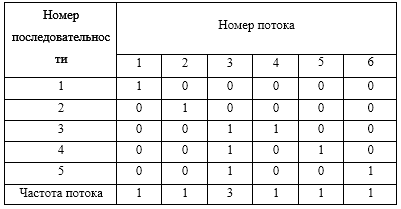 Номер последовательнос ти
Номер потока
1 2 3 4 5 6
1 1 0 0 0 0 0
2 0 1 0 0 0 0
3 0 0 1 1 0 0
4 0 0 1 0 1 0
5 0 0 1 0 0 1
Частота потока 1 1 3 1 1 1